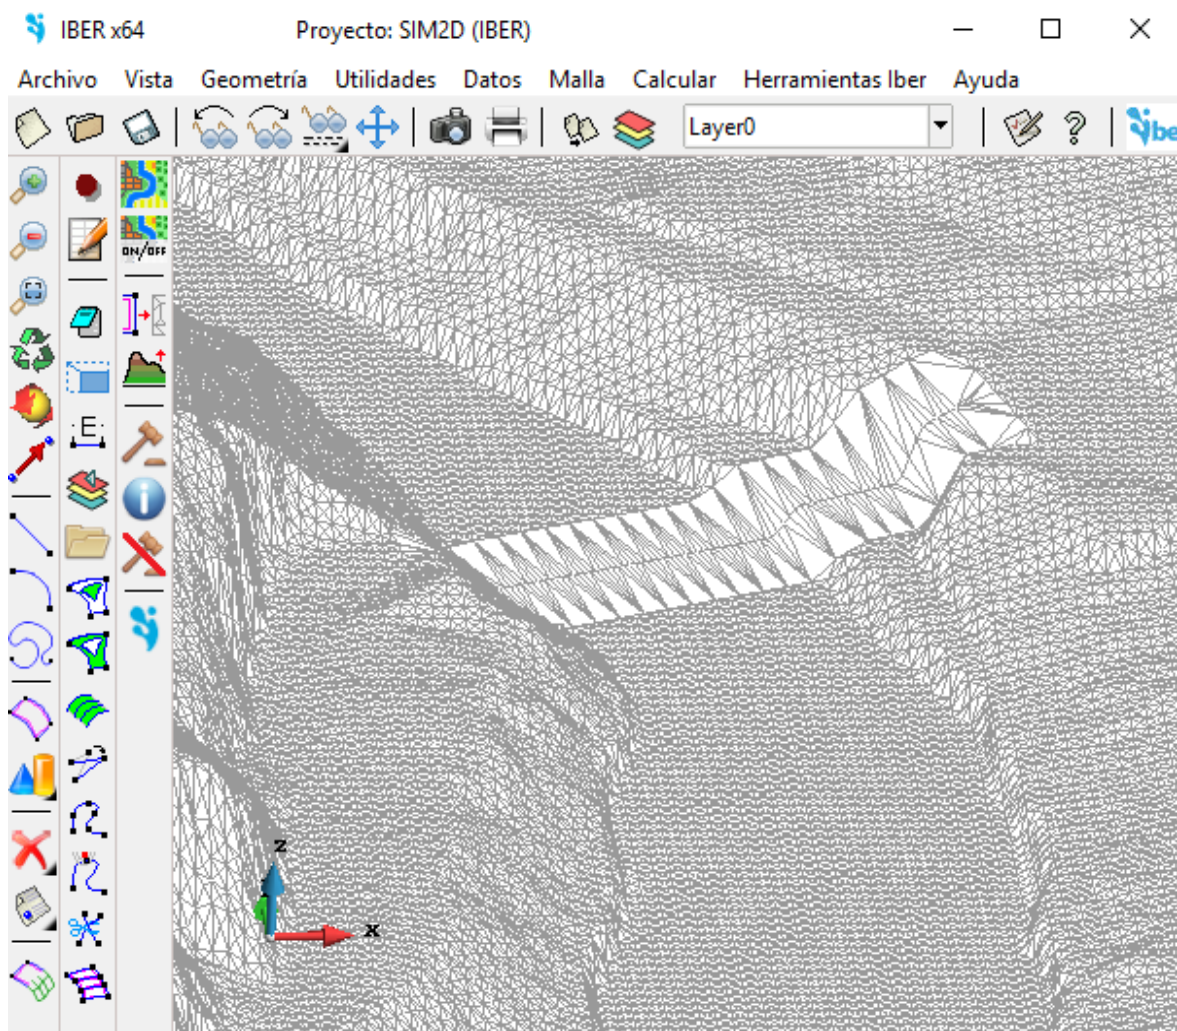 IBER x64 Proyecto: SIM2D (IBER)
Archivo Vista Geometría Utilidades Datos Malla Calcular Herramientas Iber Ayuda
Layer0
ON/OFF
E
z
x